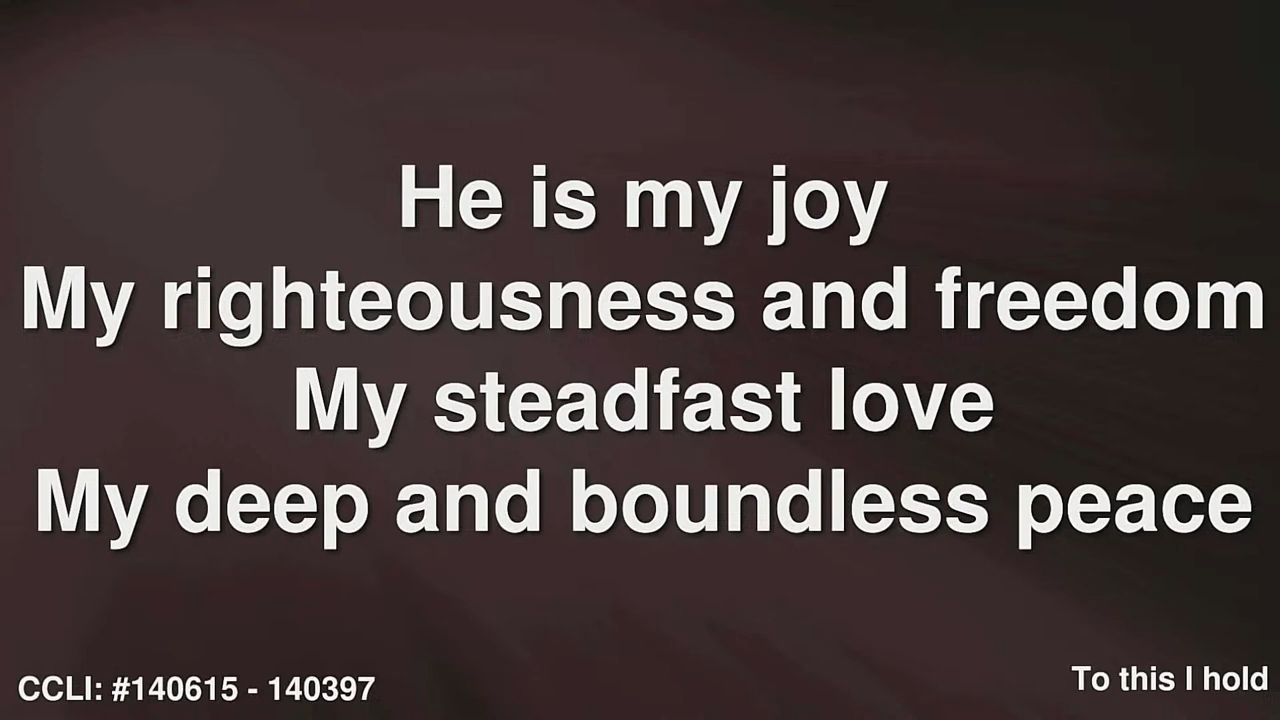 He is my joy
My righteousness and freedom
My steadfast love
My deep and boundless peace
CCLI: #140615 - 140397
To this I hold